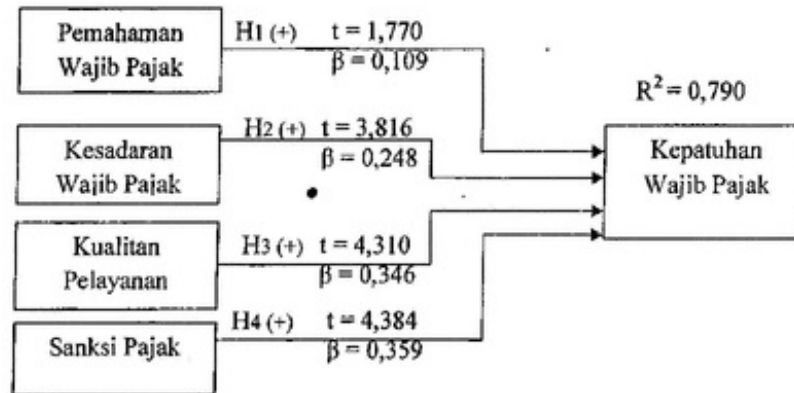 Pemahaman
Wajib Pajak
H1 (+) t = 1,770
β = 0,109
R² = 0,790
Kesadaran
Wajib Pajak
H2 (+) t = 3,816
β = 0,248
Kepatuhan
Wajib Pajak
Kualitan
Pelayanan
H3 (+) t = 4,310
β = 0,346
Sanksi Pajak
H4 (+) t = 4,384
β = 0,359